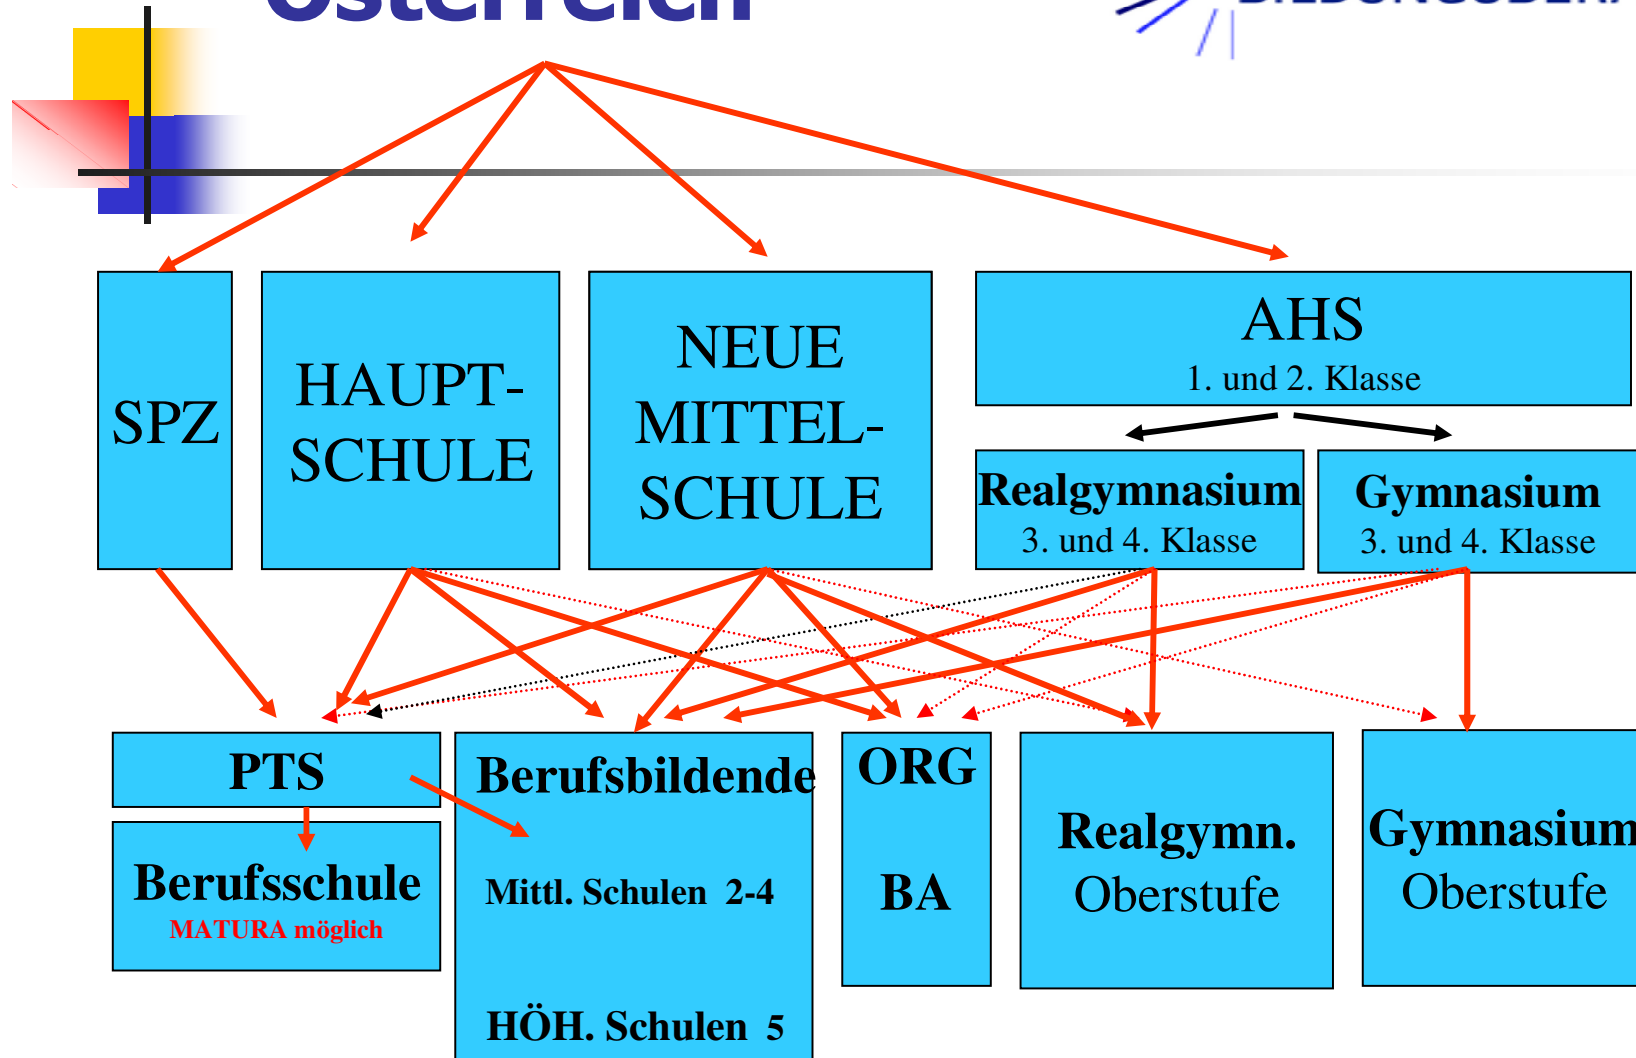 Österreich
SPZ
HAUPT-
SCHULE
NEUE
MITTEL-
SCHULE
AHS
1. und 2. Klasse
Realgymnasium
3. und 4. Klasse
Gymnasium
3. und 4. Klasse
PTS
Berufsschule
MATURA möglich
Berufsbildende
Mittl. Schulen 2-4
HÖH. Schulen 5
ORG
BA
Realgymn.
Oberstufe
Gymnasium
Oberstufe